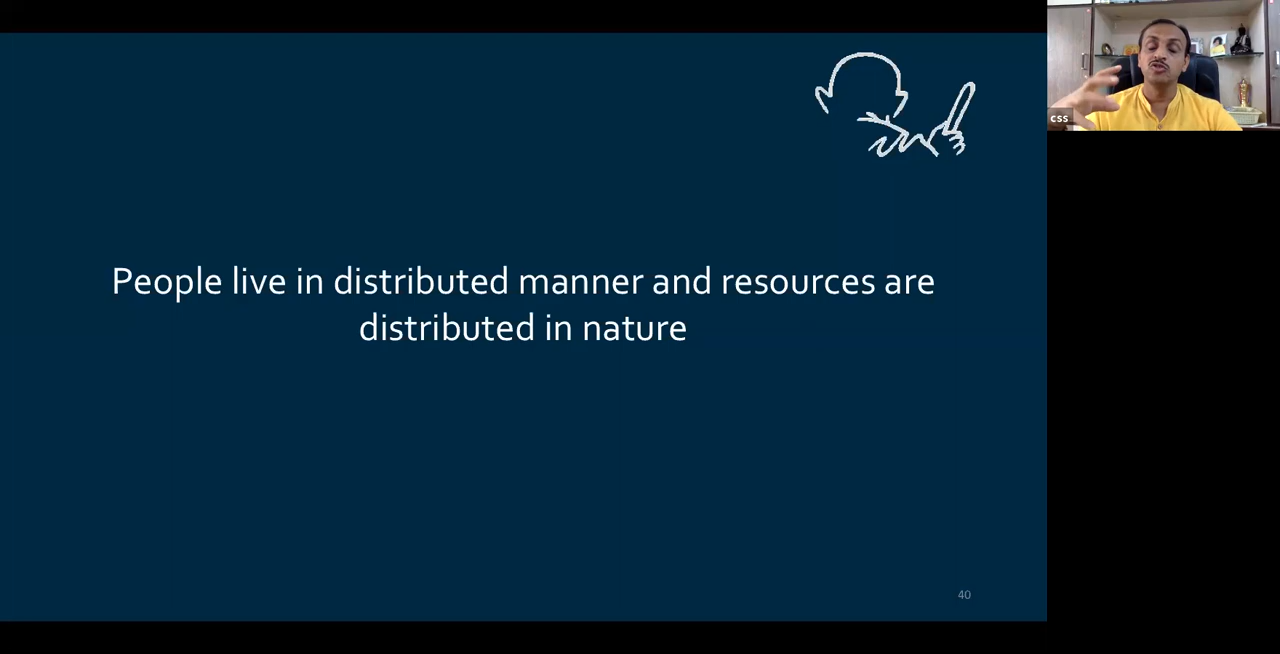 css
People live in distributed manner and resources are
distributed in nature
40